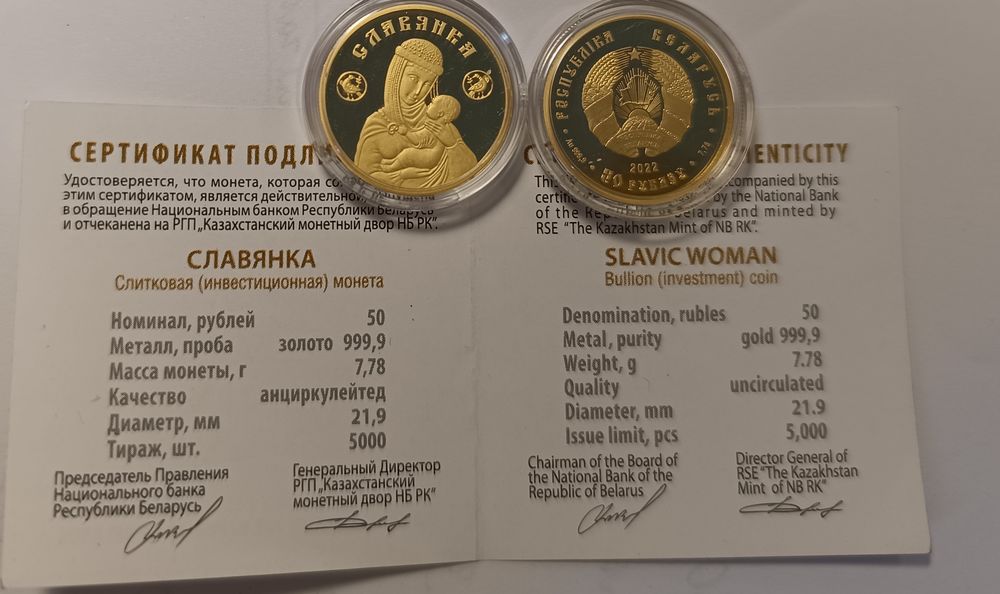 СЛАВЯНКА
РЭСПУБЛІКА БЕЛАРУСЬ
Au 999,9
7,78
2022
50 РУБЛЁЎ
СЕРТИФИКАТ
Удостоверяется, что монета, которая
этим сертификатом, является действительной,
в обращение Национальным банком Республики Беларусь
и отчеканена на РГП „Казахстанский монетный двор НБ РК".
СЛАВЯНКА
Слитковая (инвестиционная) монета
Номинал, рублей 50
Металл, проба золото 999,9
Масса монеты, г 7,78
Качество анциркулейтед
Диаметр, мм 21,9
Тираж, шт. 5000
Председатель Правления
Национального банка
Республики Беларусь
Генеральный Директор
РГП „Казахстанский
монетный двор НБ РК"
companied by this
by the National Bank
of the Republic of Belarus and minted by
RSE "The Kazakhstan Mint of NB RK".
SLAVIC WOMAN
Bullion (investment) coin
Denomination, rubles 50
Metal, purity gold 999,9
Weight, g 7.78
Quality uncirculated
Diameter, mm 21.9
Issue limit, pcs 5,000
Chairman of the Board of
the National Bank of the
Republic of Belarus
Director General of
RSE "The Kazakhstan
Mint of NB RK"